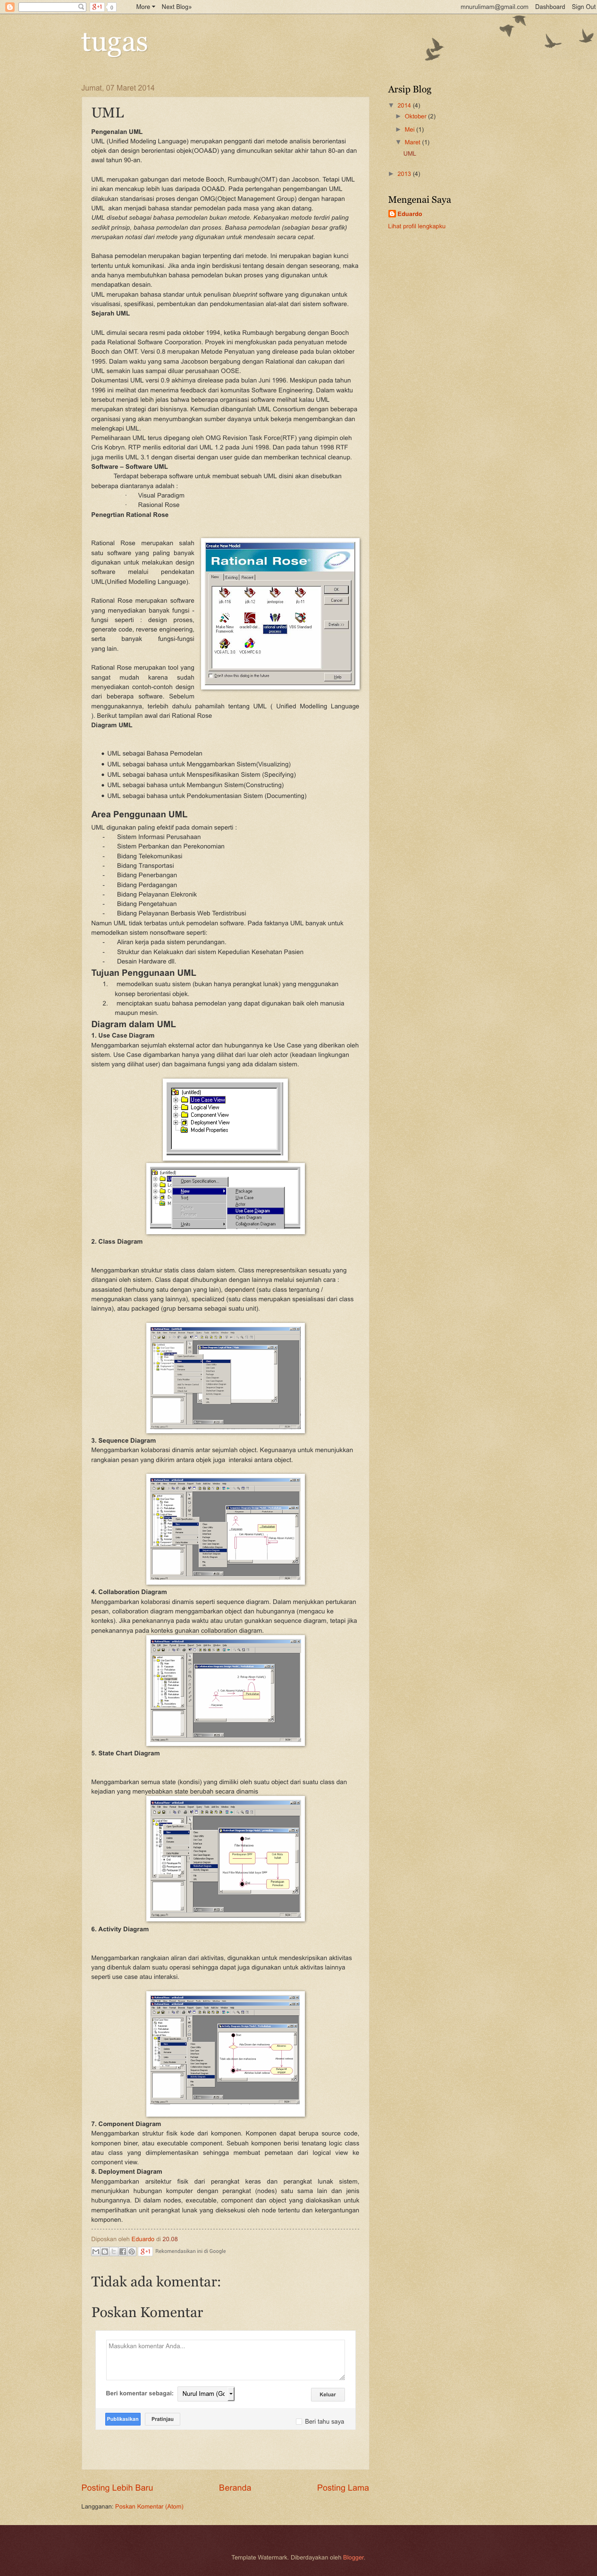 More
Next Blog»
mnurulimam@gmail.com
Dashboard
Sign Out
tugas
Jumat, 07 Maret 2014
UML
Pengenalan UML
UML (Unified Modeling Language) merupakan pengganti dari metode analisis berorientasi
objek dan design berorientasi objek(OOA&D) yang dimunculkan sekitar akhir tahun 80-an dan
awal tahun 90-an.
UML merupakan gabungan dari metode Booch, Rumbaugh(OMT) dan Jacobson. Tetapi UML
ini akan mencakup lebih luas daripada OOA&D. Pada pertengahan pengembangan UML
dilakukan standarisasi proses dengan OMG(Object Management Group) dengan harapan
UML akan menjadi bahasa standar pemodelan pada masa yang akan datang.
UML disebut sebagai bahasa pemodelan bukan metode. Kebanyakan metode terdiri paling
sedikit prinsip, bahasa pemodelan dan proses. Bahasa pemodelan (sebagian besar grafik)
merupakan notasi dari metode yang digunakan untuk mendesain secara cepat.
Bahasa pemodelan merupakan bagian terpenting dari metode. Ini merupakan bagian kunci
tertentu untuk komunikasi. Jika anda ingin berdiskusi tentang desain dengan seseorang, maka
anda hanya membutuhkan bahasa pemodelan bukan proses yang digunakan untuk
mendapatkan desain.
UML merupakan bahasa standar untuk penulisan blueprint software yang digunakan untuk
visualisasi, spesifikasi, pembentukan dan pendokumentasian alat-alat dari sistem software.
Sejarah UML
UML dimulai secara resmi pada oktober 1994, ketika Rumbaugh bergabung dengan Booch
pada Relational Software Coorporation. Proyek ini mengfokuskan pada penyatuan metode
Booch dan OMT. Versi 0.8 merupakan Metode Penyatuan yang direlease pada bulan oktober
1995. Dalam waktu yang sama Jacobson bergabung dengan Ralational dan cakupan dari
UML semakin luas sampai diluar perusahaan OOSE.
Dokumentasi UML versi 0.9 akhirnya direlease pada bulan Juni 1996. Meskipun pada tahun
1996 ini melihat dan menerima feedback dari komunitas Software Engineering. Dalam waktu
tersebut menjadi lebih jelas bahwa beberapa organisasi software melihat kalau UML
merupakan strategi dari bisnisnya. Kemudian dibangunlah UML Consortium dengan beberapa
organisasi yang akan menyumbangkan sumber dayanya untuk bekerja mengembangkan dan
melengkapi UML.
Pemeliharaan UML terus dipegang oleh OMG Revision Task Force(RTF) yang dipimpin oleh
Cris Kobryn. RTP merilis editorial dari UML 1.2 pada Juni 1998. Dan pada tahun 1998 RTF
juga merilis UML 3.1 dengan disertai dengan user guide dan memberikan technical cleanup.
Software – Software UML
Terdapat beberapa software untuk membuat sebuah UML disini akan disebutkan
beberapa diantaranya adalah :
· Visual Paradigm
· Rasional Rose
Penegrtian Rational Rose
Rational Rose merupakan salah
satu software yang paling banyak
digunakan untuk melakukan design
software melalui pendekatan
UML(Unified Modelling Language).
Rational Rose merupakan software
yang menyediakan banyak fungsi -
fungsi seperti : design proses,
generate code, reverse engineering,
serta banyak fungsi-fungsi
yang lain.
Create New Model
Rational Rose®
Rational Rose merupakan tool yang
sangat mudah karena sudah
menyediakan contoh-contoh design
dari beberapa software. Sebelum
menggunakannya, terlebih dahulu pahamilah tentang UML ( Unified Modelling Language
). Berikut tampilan awal dari Rational Rose
Diagram UML
• UML sebagai Bahasa Pemodelan
• UML sebagai bahasa untuk Menggambarkan Sistem(Visualizing)
• UML sebagai bahasa untuk Menspesifikasikan Sistem (Specifying)
• UML sebagai bahasa untuk Membangun Sistem(Constructing)
• UML sebagai bahasa untuk Pendokumentasian Sistem (Documenting)
Area Penggunaan UML
UML digunakan paling efektif pada domain seperti :
- Sistem Informasi Perusahaan
- Sistem Perbankan dan Perekonomian
- Bidang Telekomunikasi
- Bidang Transportasi
- Bidang Penerbangan
- Bidang Perdagangan
- Bidang Pelayanan Elekronik
- Bidang Pengetahuan
- Bidang Pelayanan Berbasis Web Terdistribusi
Namun UML tidak terbatas untuk pemodelan software. Pada faktanya UML banyak untuk
memodelkan sistem nonsoftware seperti:
- Aliran kerja pada sistem perundangan.
- Struktur dan Kelakuakn dari sistem Kepedulian Kesehatan Pasien
- Desain Hardware dll.
Tujuan Penggunaan UML
1. memodelkan suatu sistem (bukan hanya perangkat lunak) yang menggunakan
konsep berorientasi objek.
2. menciptakan suatu bahasa pemodelan yang dapat digunakan baik oleh manusia
maupun mesin.
Diagram dalam UML
1. Use Case Diagram
Menggambarkan sejumlah eksternal actor dan hubungannya ke Use Case yang diberikan oleh
sistem. Use Case digambarkan hanya yang dilihat dari luar oleh actor (keadaan lingkungan
sistem yang dilihat user) dan bagaimana fungsi yang ada didalam sistem.
(untitled)
Use Case View
Logical View
Component View
Deployment View
Model Properties
(untitled)
Open Specification...
New
Package
Use Case
Actor
Use Case Diagram
Class Diagram
Collaboration Diagram
Units
2. Class Diagram
Menggambarkan struktur statis class dalam sistem. Class merepresentsikan sesuatu yang
ditangani oleh sistem. Class dapat dihubungkan dengan lainnya melalui sejumlah cara :
assasiated (terhubung satu dengan yang lain), dependent (satu class tergantung /
menggunakan class yang lainnya), specialiized (satu class merupakan spesialisasi dari class
lainnya), atau packaged (grup bersama sebagai suatu unit).
3. Sequence Diagram
Menggambarkan kolaborasi dinamis antar sejumlah object. Kegunaanya untuk menunjukkan
rangkaian pesan yang dikirim antara objek juga interaksi antara object.
4. Collaboration Diagram
Menggambarkan kolaborasi dinamis seperti sequence diagram. Dalam menjukkan pertukaran
pesan, collaboration diagram menggambarkan object dan hubungannya (mengacu ke
konteks). Jika penekanannya pada waktu atau urutan gunakkan sequence diagram, tetapi jika
penekanannya pada konteks gunakan collaboration diagram.
5. State Chart Diagram
Menggambarkan semua state (kondisi) yang dimiliki oleh suatu object dari suatu class dan
kejadian yang menyebabkan state berubah secara dinamis
6. Activity Diagram
Menggambarkan rangkaian aliran dari aktivitas, digunakkan untuk mendeskripsikan aktivitas
yang dibentuk dalam suatu operasi sehingga dapat juga digunakan untuk aktivitas lainnya
seperti use case atau interaksi.
7. Component Diagram
Menggambarkan struktur fisik kode dari komponen. Komponen dapat berupa source code,
komponen biner, atau executable component. Sebuah komponen berisi tenatang logic class
atau class yang diimplementasikan sehingga membuat pemetaan dari logical view ke
component view.
8. Deployment Diagram
Menggambarkan arsitektur fisik dari perangkat keras dan perangkat lunak sistem,
menunjukkan hubungan komputer dengan perangkat (nodes) satu sama lain dan jenis
hubungannya. Di dalam nodes, executable, component dan object yang dialokasikan untuk
memperlihatkan unit perangkat lunak yang dieksekusi oleh node tertentu dan ketergantungan
komponen.
Diposkan oleh Eduardo di 20.08
Rekomendasikan ini di Google
Tidak ada komentar:
Poskan Komentar
Masukkan komentar Anda...
Beri komentar sebagai:
Nurul Imam (Go
Keluar
Publikasikan
Pratinjau
Beri tahu saya
Posting Lebih Baru
Beranda
Posting Lama
Langganan: Poskan Komentar (Atom)
Arsip Blog
▼ 2014 (4)
► Oktober (2)
► Mei (1)
▼ Maret (1)
UML
► 2013 (4)
Mengenai Saya
Eduardo
Lihat profil lengkapku
Template Watermark. Diberdayakan oleh Blogger.